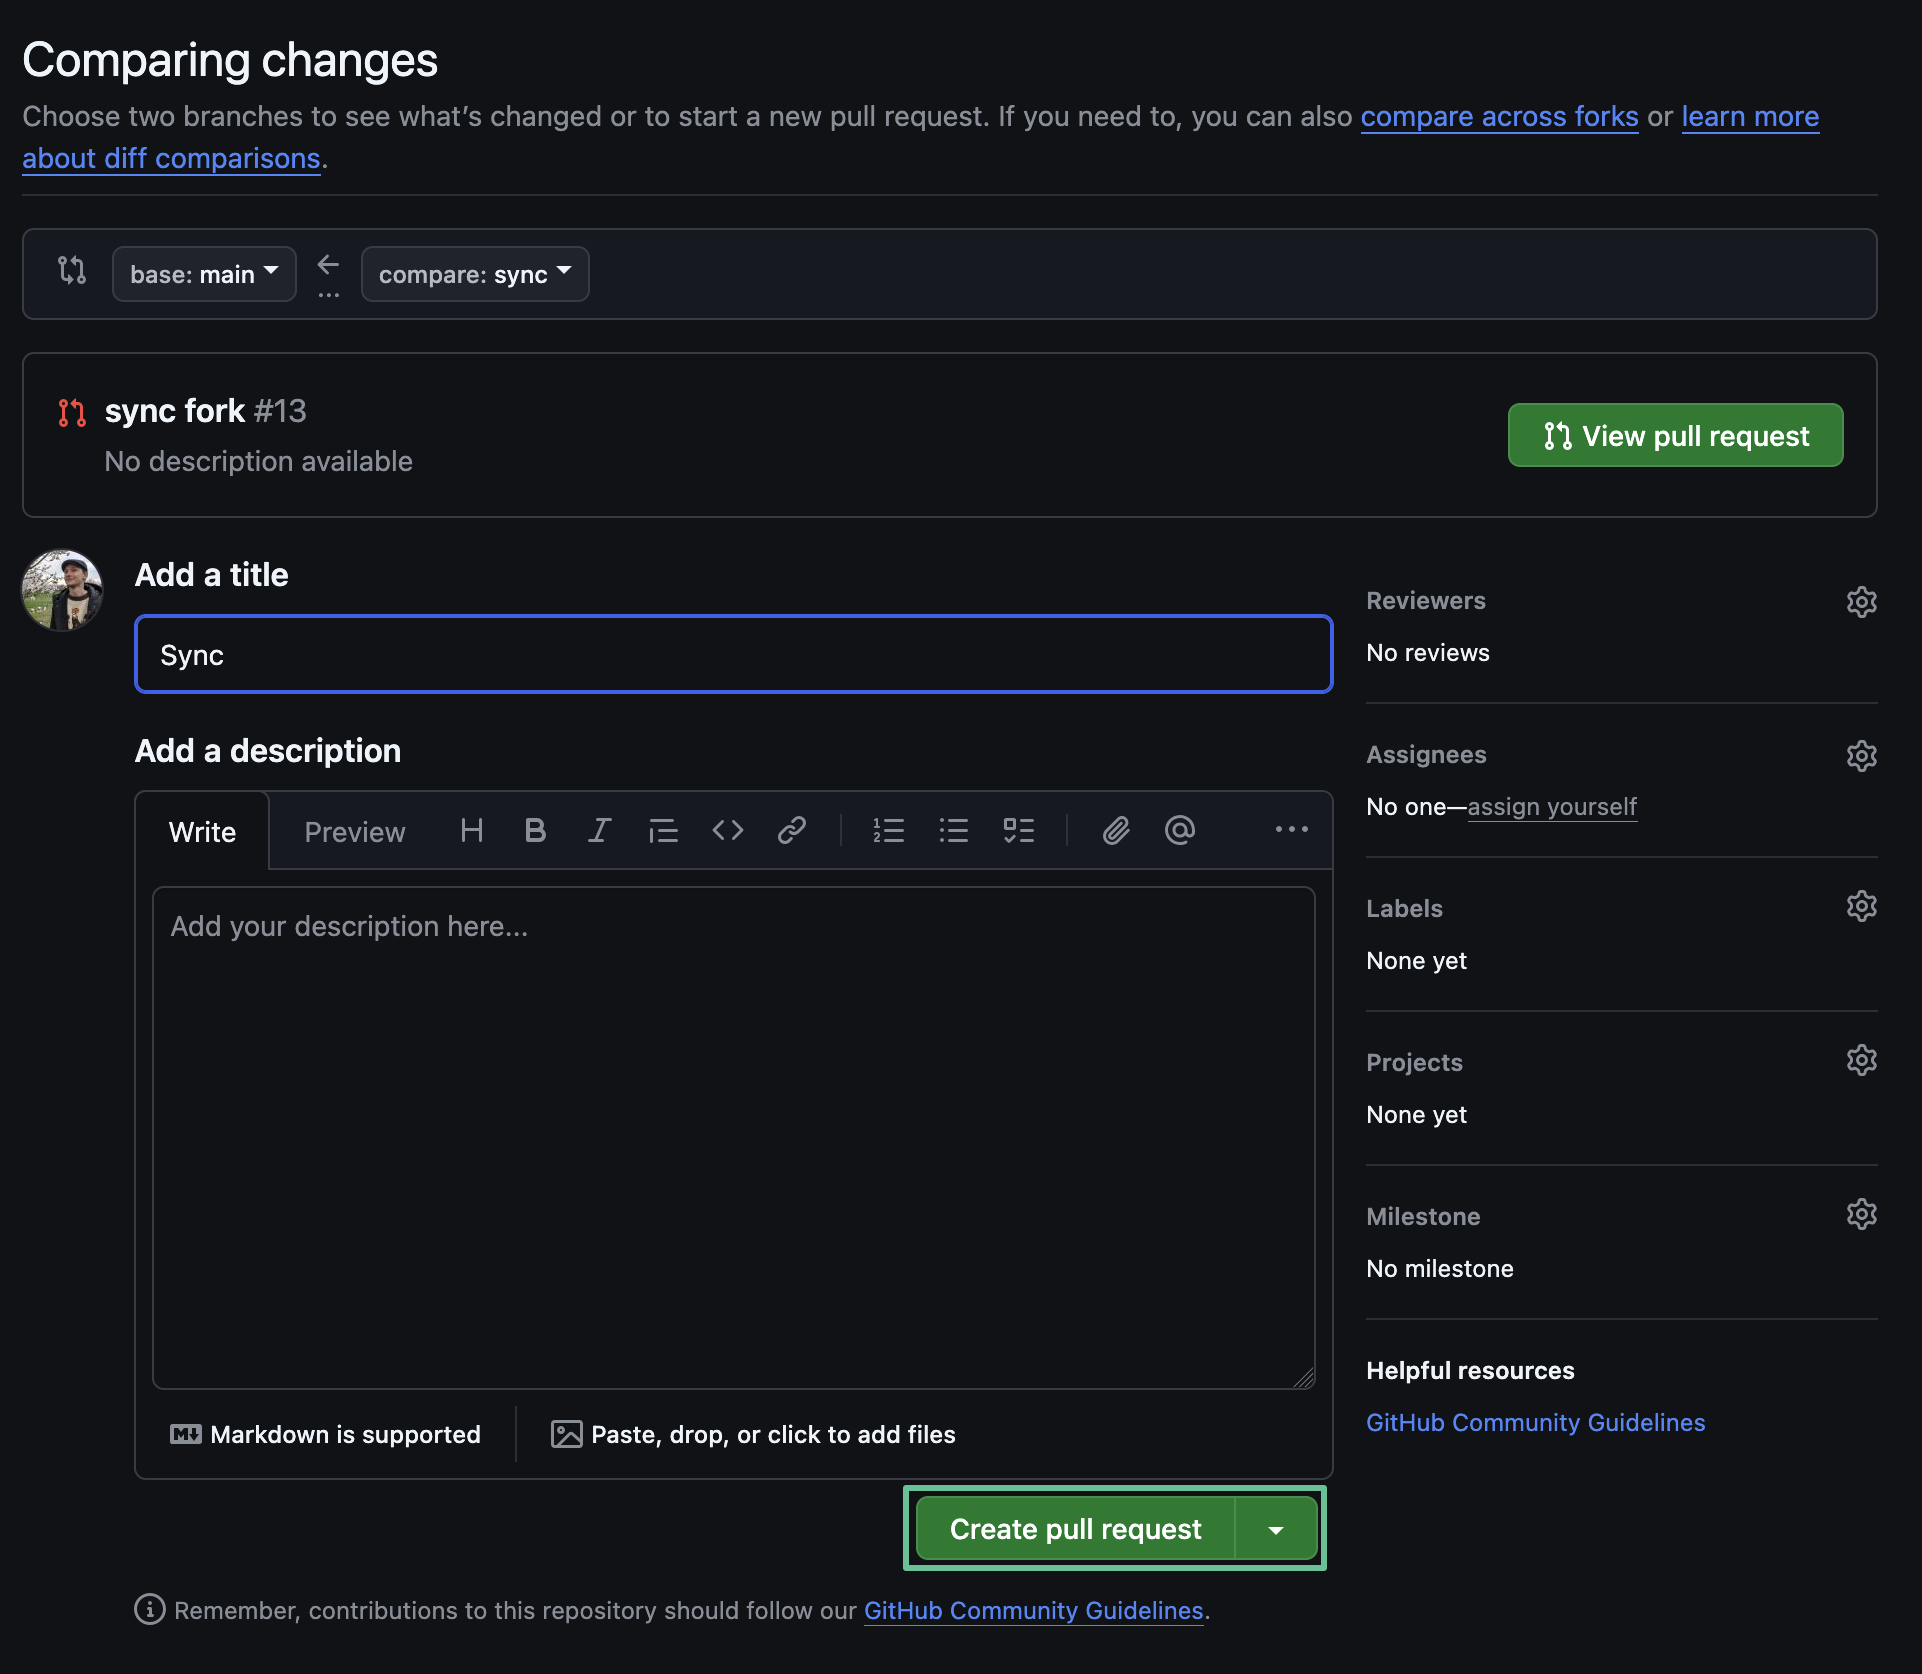 Comparing changes
Choose two branches to see what’s changed or to start a new pull request. If you need to, you can also compare across forks or learn more
about diff comparisons.
base: main
compare: sync
sync fork #13
No description available
View pull request
Add a title
Sync
Add a description
Write
Preview
Add your description here...
Markdown is supported
Paste, drop, or click to add files
Create pull request
Remember, contributions to this repository should follow our GitHub Community Guidelines.
Reviewers
No reviews
Assignees
No one—assign yourself
Labels
None yet
Projects
None yet
Milestone
No milestone
Helpful resources
GitHub Community Guidelines